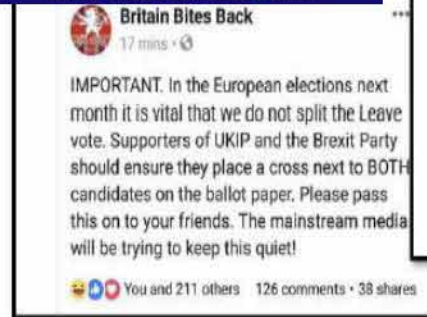 Britain Bites Back
17 mins
IMPORTANT. In the European elections next
month it is vital that we do not split the Leave
vote. Supporters of UKIP and the Brexit Party
should ensure they place a cross next to BOTH
candidates on the ballot paper. Please pass
this on to your friends. The mainstream media
will be trying to keep this quiet!
You and 211 others 126 comments • 38 shares